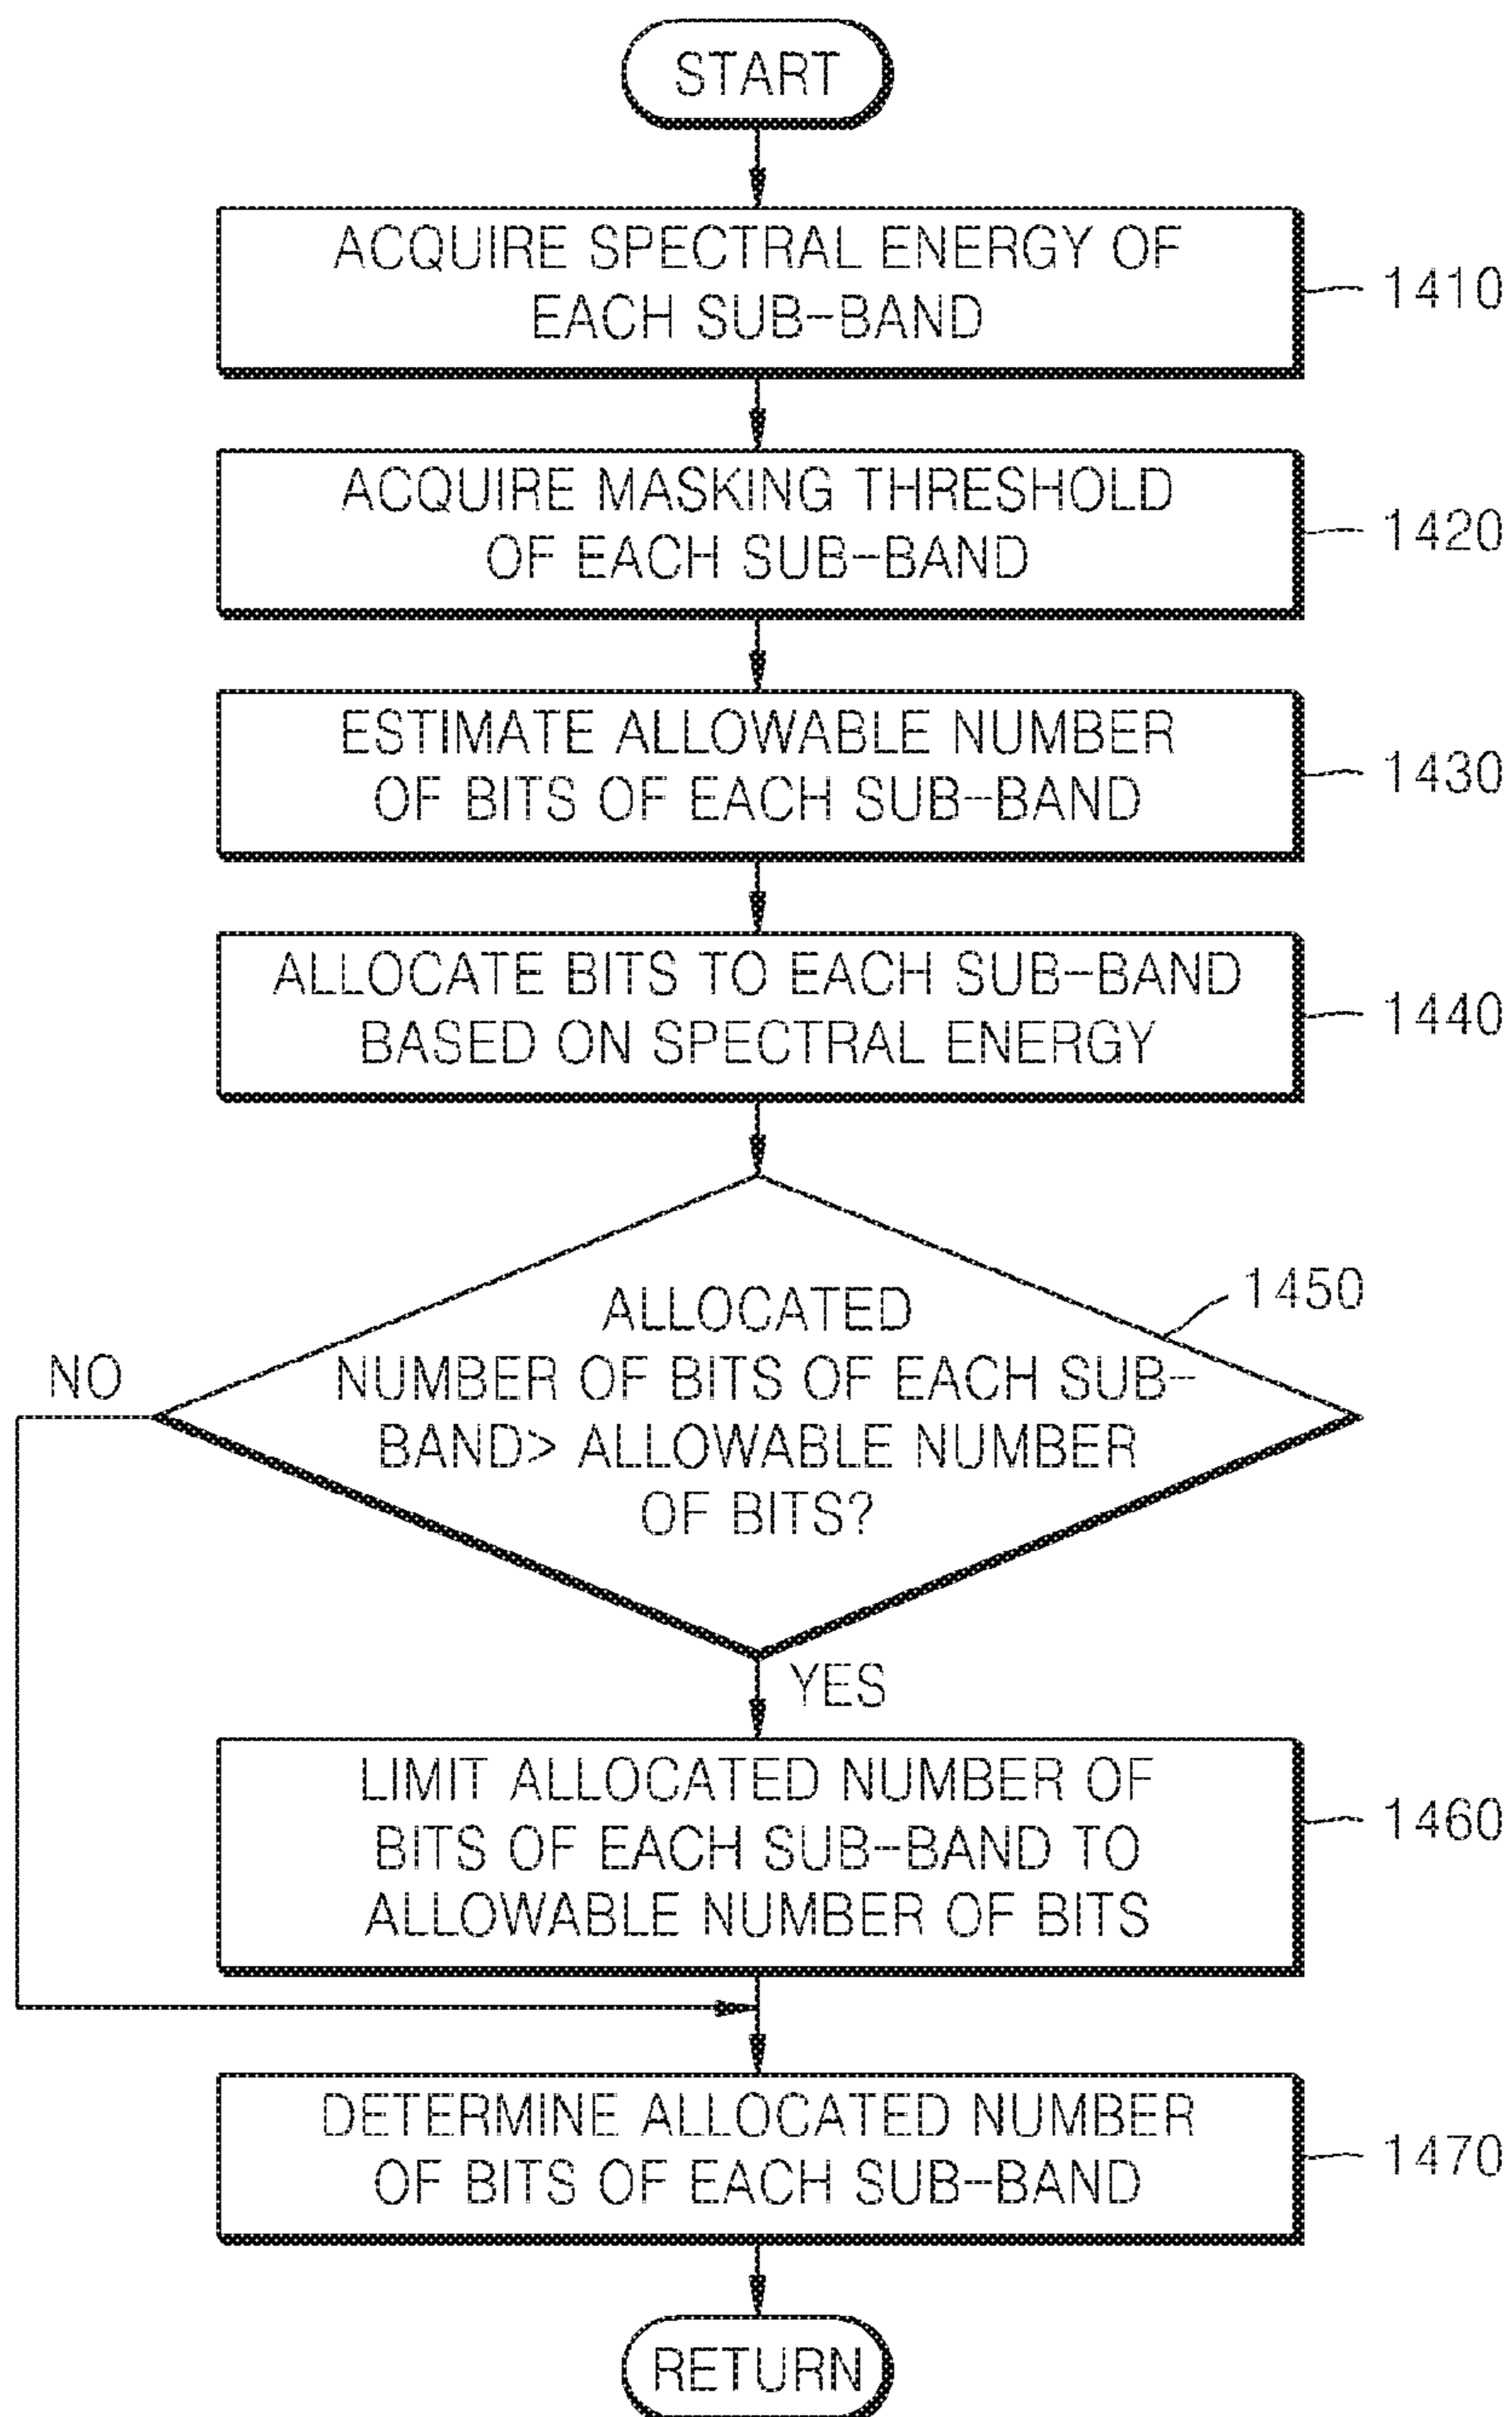 START
ACQUIRE SPECTRAL ENERGY OF
EACH SUB-BAND
1410
ACQUIRE MASKING THRESHOLD
OF EACH SUB-BAND
1420
ESTIMATE ALLOWABLE NUMBER
OF BITS OF EACH SUB-BAND
1430
ALLOCATE BITS TO EACH SUB-BAND
BASED ON SPECTRAL ENERGY
1440
ALLOCATED
NUMBER OF BITS OF EACH SUB-
BAND> ALLOWABLE NUMBER
OF BITS?
1450
NO
YES
LIMIT ALLOCATED NUMBER OF
BITS OF EACH SUB-BAND TO
ALLOWABLE NUMBER OF BITS
1460
DETERMINE ALLOCATED NUMBER
OF BITS OF EACH SUB-BAND
1470
RETURN